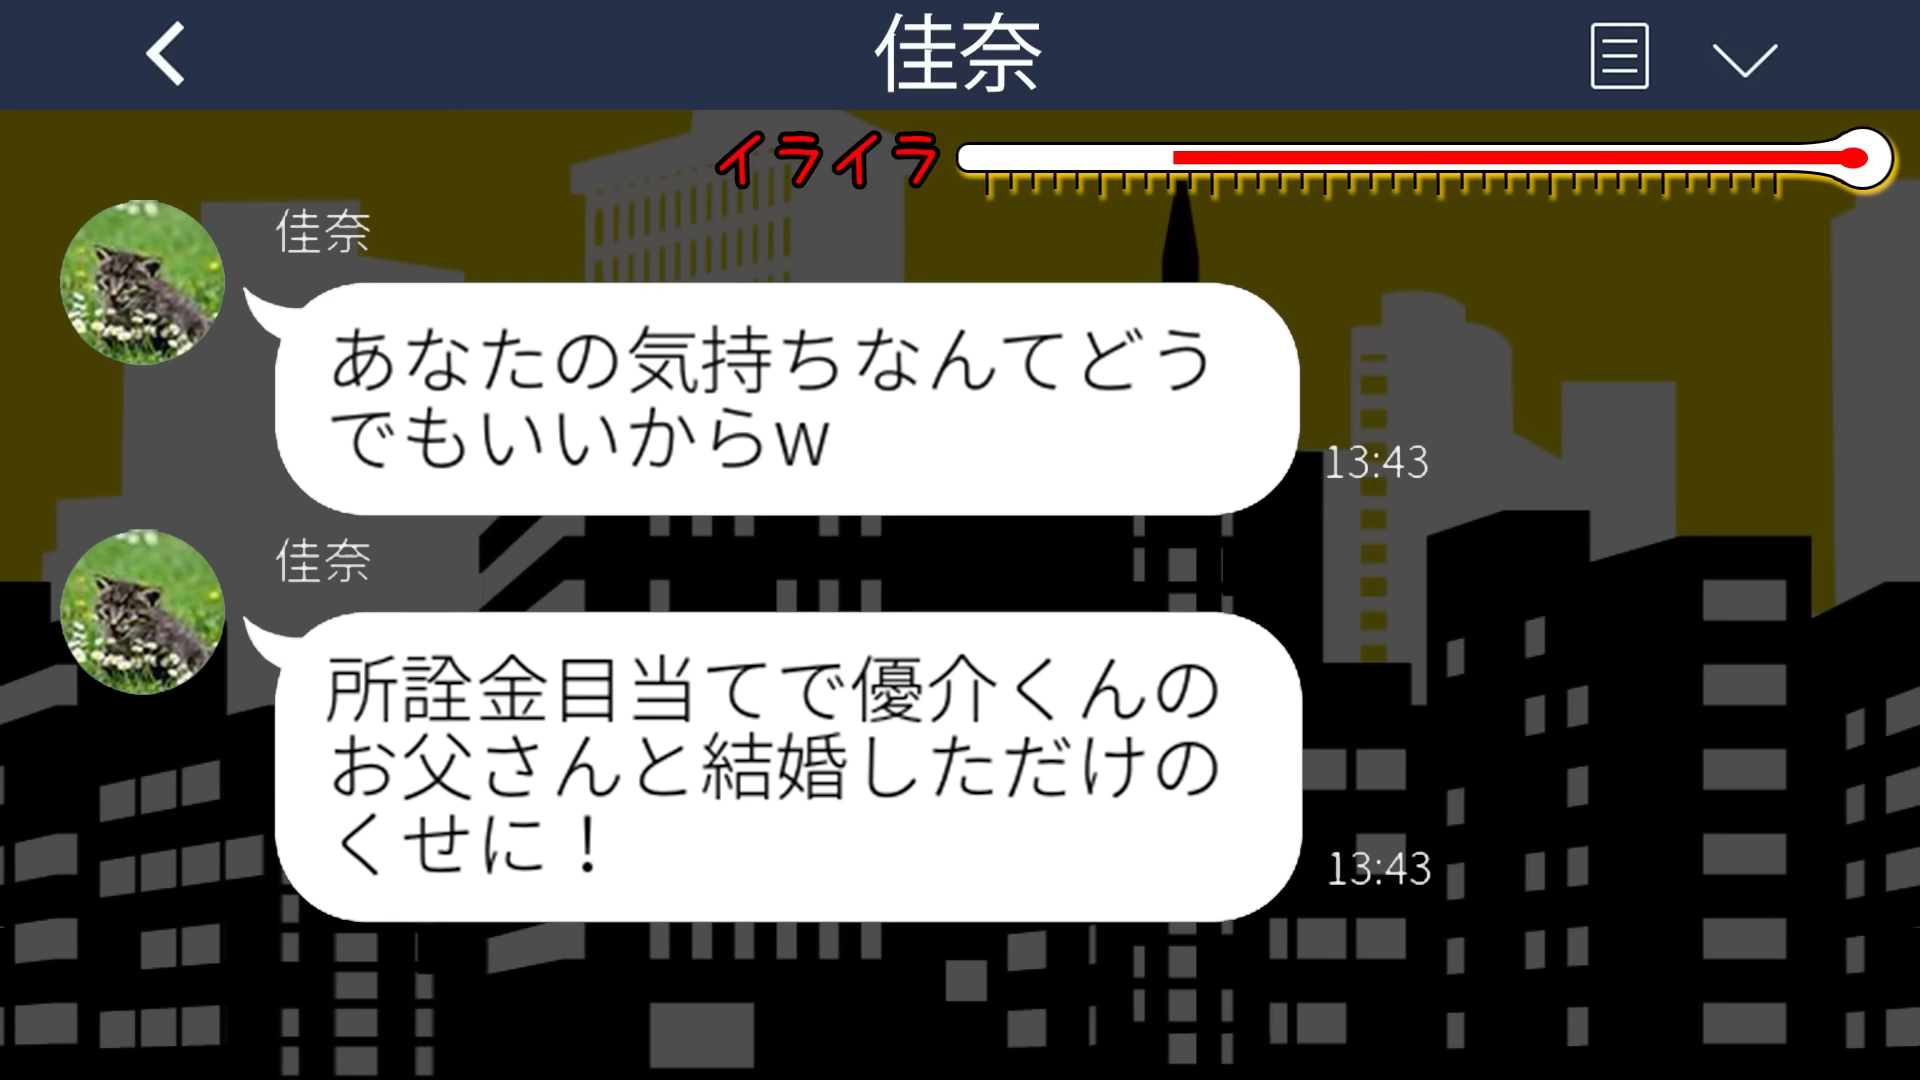 佳奈
イライラ
佳奈
あなたの気持ちなんてどう
でもいいからw
13:43
佳奈
所詮金目当てで優介くんの
お父さんと結婚しただけの
くせに！
13:43